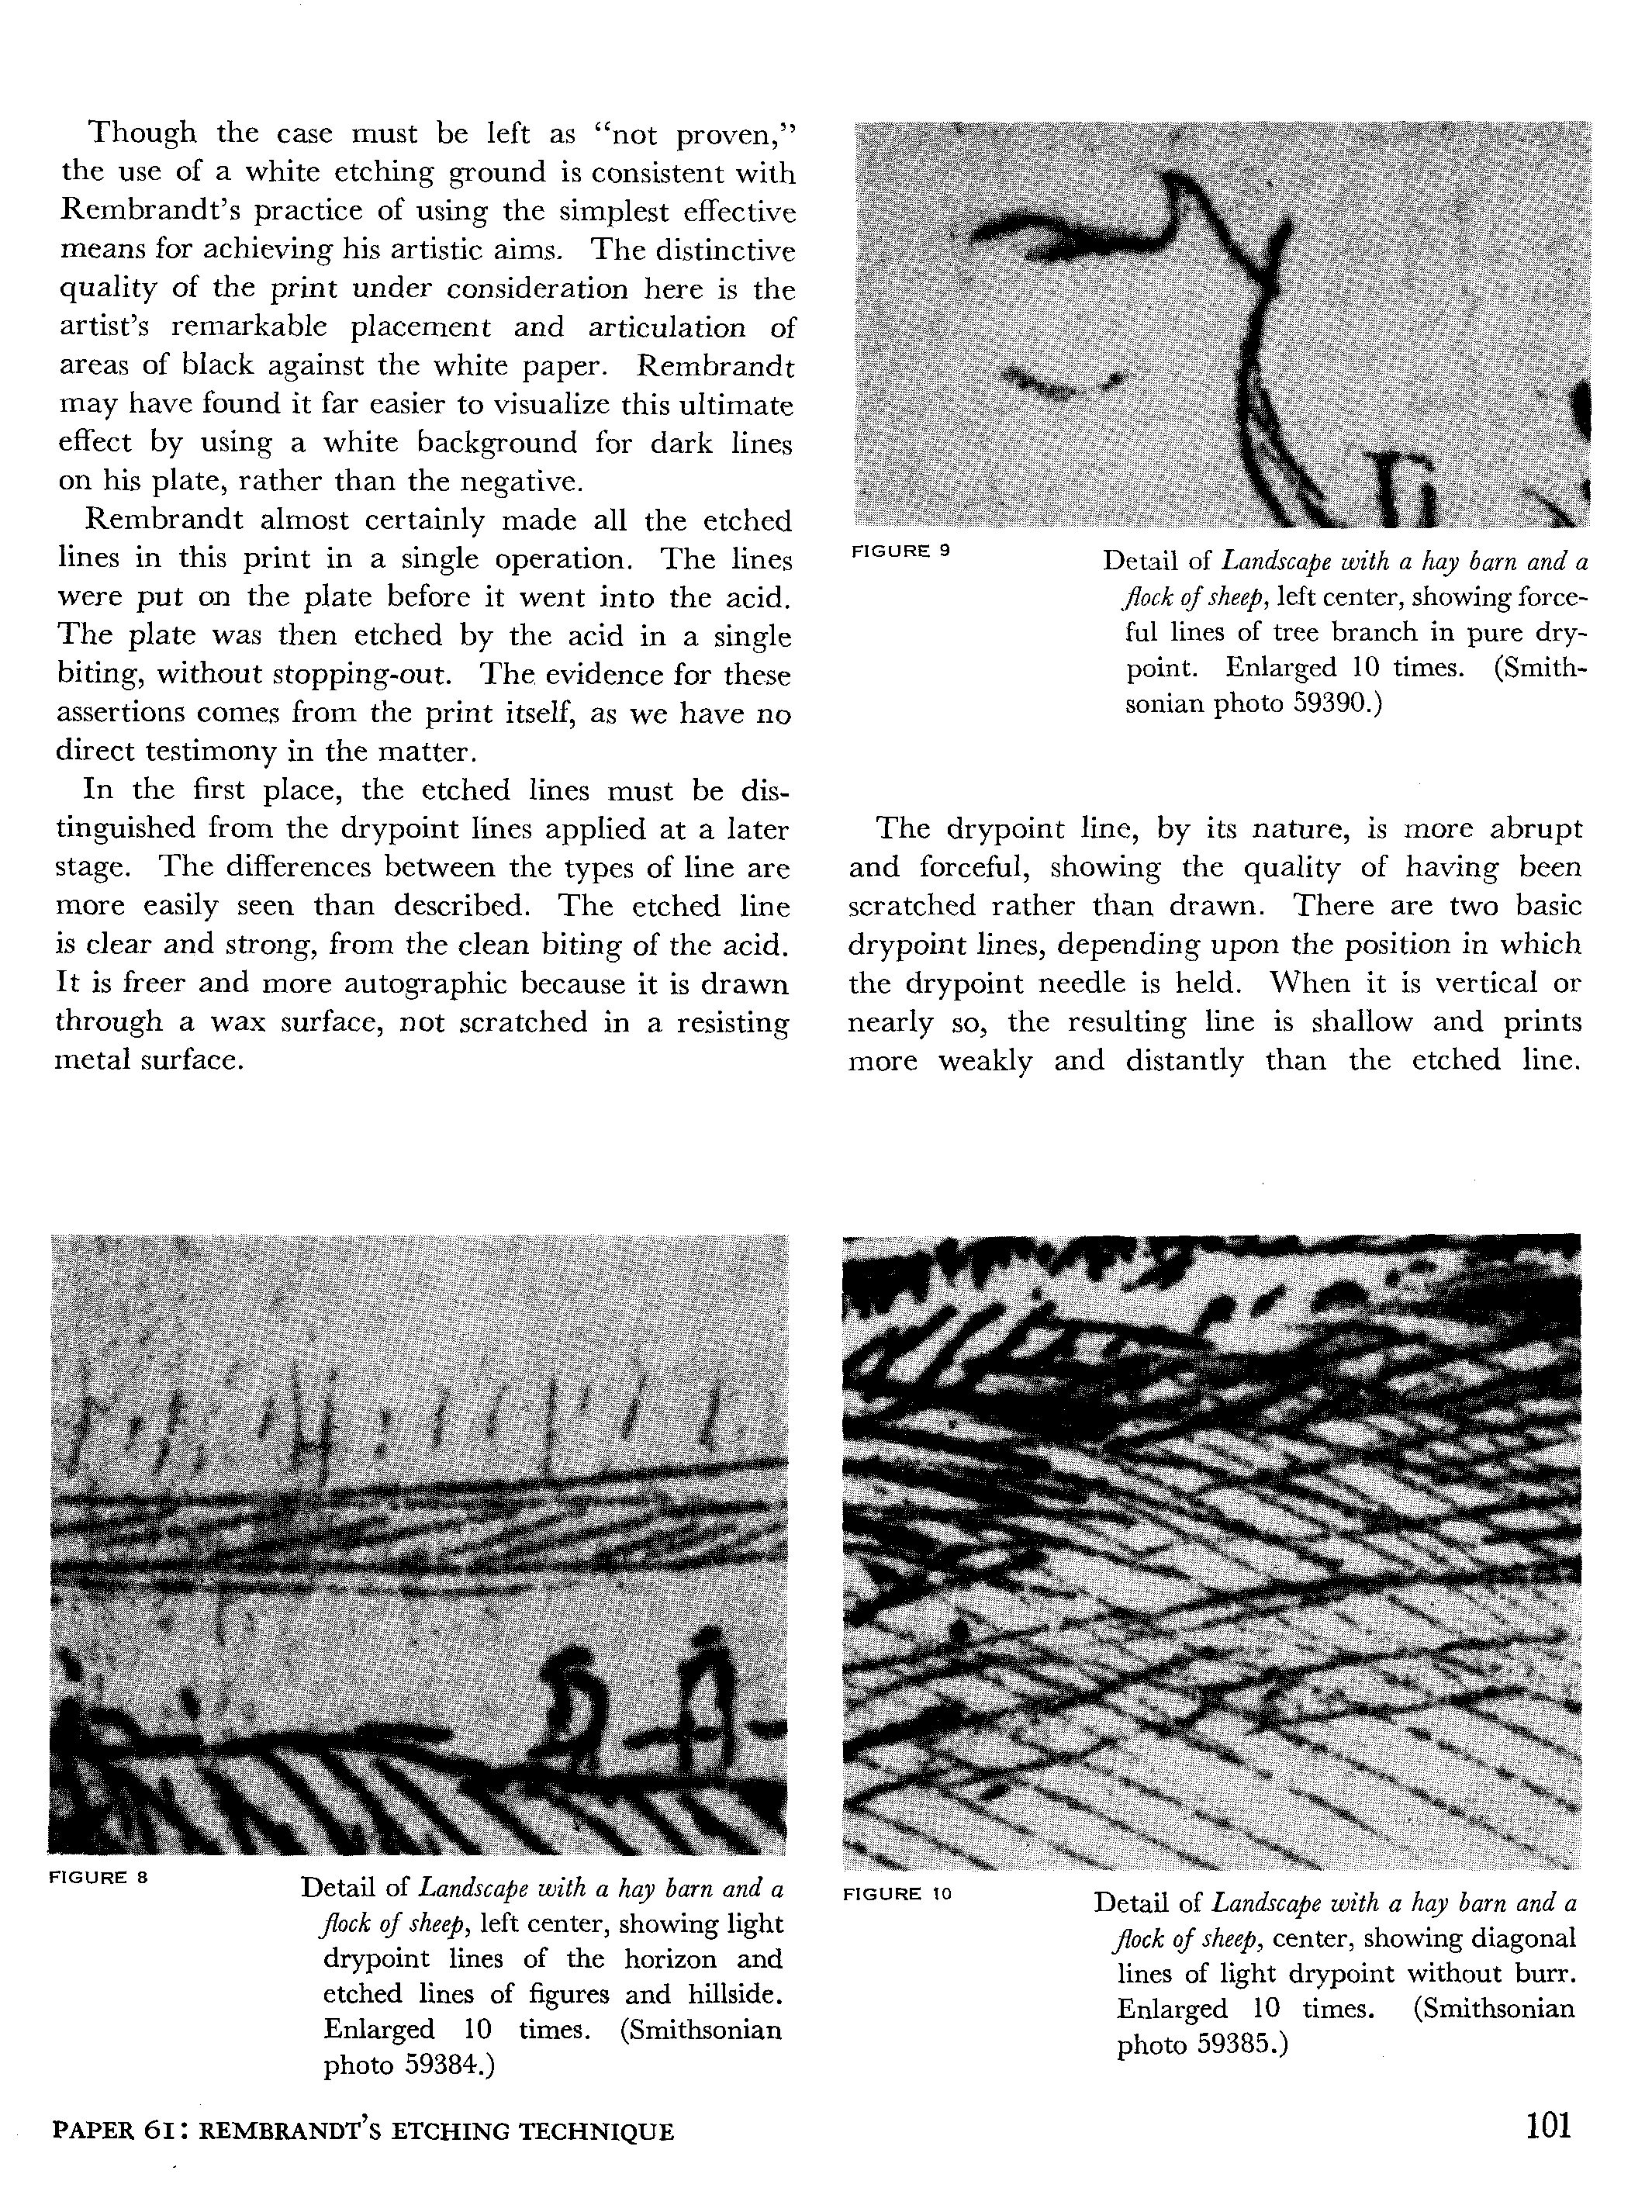 Though the case must be left as “not proven,”
the use of a white etching ground is consistent with
Rembrandt’s practice of using the simplest effective
means for achieving his artistic aims. The distinctive
quality of the print under consideration here is the
artist’s remarkable placement and articulation of
areas of black against the white paper. Rembrandt
may have found it far easier to visualize this ultimate
effect by using a white background for dark lines
on his plate, rather than the negative.
Rembrandt almost certainly made all the etched
lines in this print in a single operation. The lines
were put on the plate before it went into the acid.
The plate was then etched by the acid in a single
biting, without stopping-out. The evidence for these
assertions comes from the print itself, as we have no
direct testimony in the matter.
In the first place, the etched lines must be dis-
tinguished from the drypoint lines applied at a later
stage. The differences between the types of line are
more easily seen than described. The etched line
is clear and strong, from the clean biting of the acid.
It is freer and more autographic because it is drawn
through a wax surface, not scratched in a resisting
metal surface.
FIGURE 9
Detail of Landscape with a hay barn and a
flock of sheep, left center, showing force-
ful lines of tree branch in pure dry-
point. Enlarged 10 times. (Smith-
sonian photo 59390.)
The drypoint line, by its nature, is more abrupt
and forceful, showing the quality of having been
scratched rather than drawn. There are two basic
drypoint lines, depending upon the position in which
the drypoint needle is held. When it is vertical or
nearly so, the resulting line is shallow and prints
more weakly and distantly than the etched line.
FIGURE 8
Detail of Landscape with a hay barn and a
flock of sheep, left center, showing light
drypoint lines of the horizon and
etched lines of figures and hillside.
Enlarged 10 times. (Smithsonian
photo 59384.)
FIGURE 10
Detail of Landscape with a hay barn and a
flock of sheep, center, showing diagonal
lines of light drypoint without burr.
Enlarged 10 times. (Smithsonian
photo 59385.)
PAPER 61: REMBRANDT’S ETCHING TECHNIQUE
101